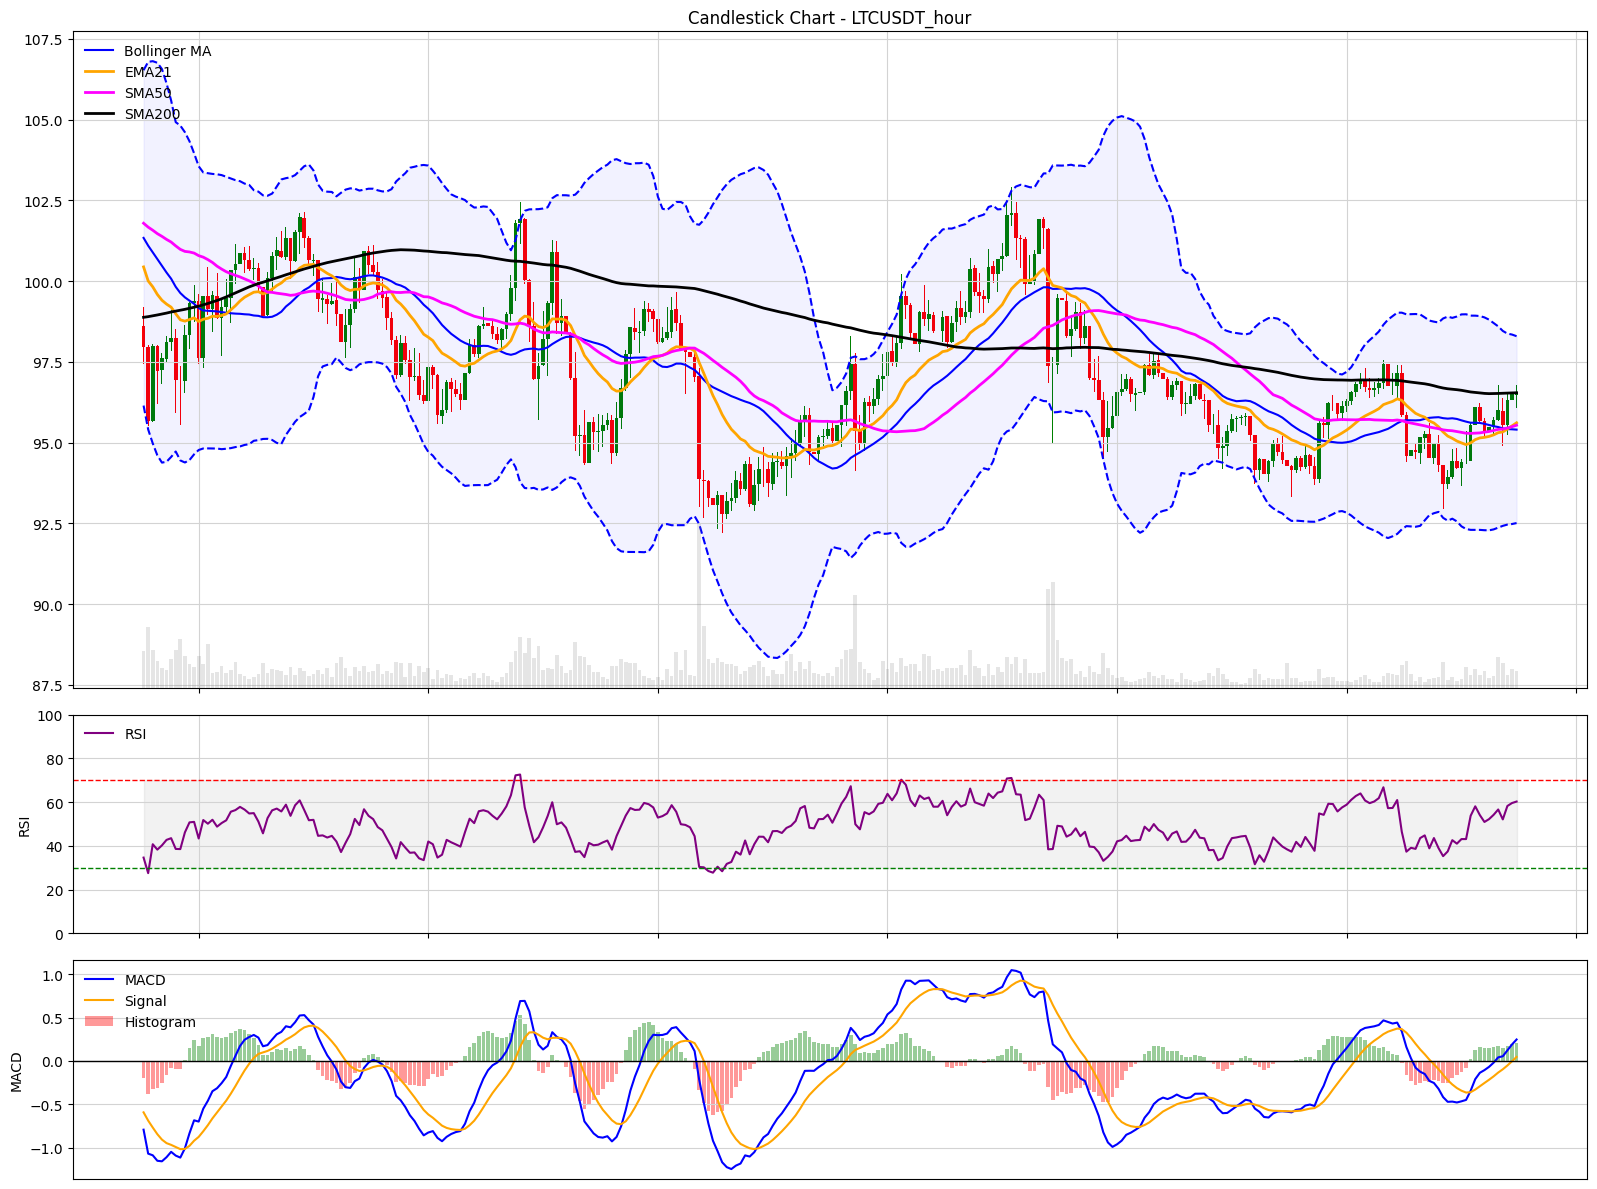 Candlestick Chart - LTCUSDT_hour
107.5
105.0
102.5
100.0
97.5
95.0
92.5
90.0
87.5
Bollinger MA
EMA21
SMA50
SMA200
100
80
60
40
20
0
RSI
RSI
1.0
0.5
0.0
−0.5
−1.0
MACD
MACD
Signal
Histogram